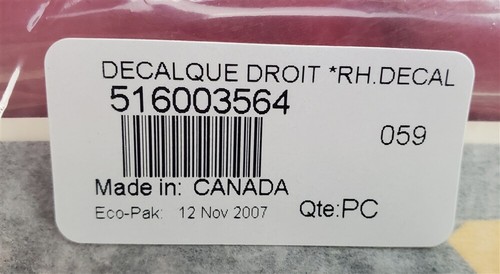 DECALQUE DROIT *RH.DECAL
516003564
059
Made in: CANADA
Eco-Pak: 12 Nov 2007 Qte:PC